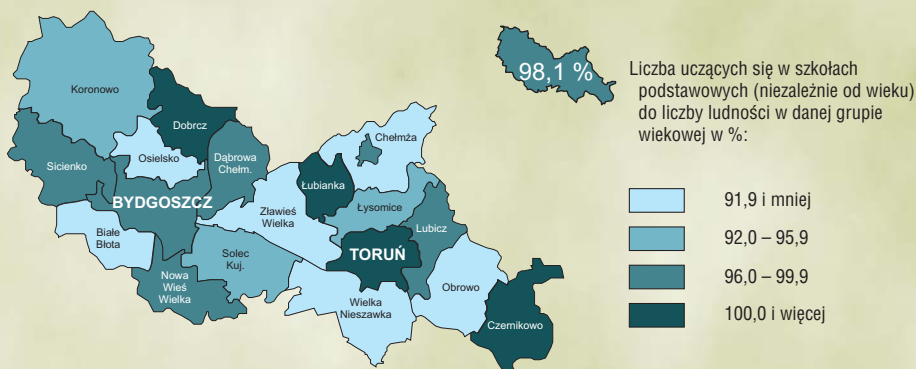 98,1 %
Liczba uczących się w szkołach
podstawowych (niezależnie od wieku)
do liczby ludności w danej grupie
wiekowej w %:
91,9 i mniej
92,0 – 95,9
96,0 – 99,9
100,0 i więcej
Koronowo
Dobrcz
Osielsko
Dąbrowa
Chełm.
Sicienko
BYDGOSZCZ
Białe
Błota
Nowa
Wieś
Wielka
Solec
Kuj.
Zławieś
Wielka
Łubianka
Chełmża
Łysomice
Lubicz
TORUŃ
Wielka
Nieszawka
Obrowo
Czernikowo